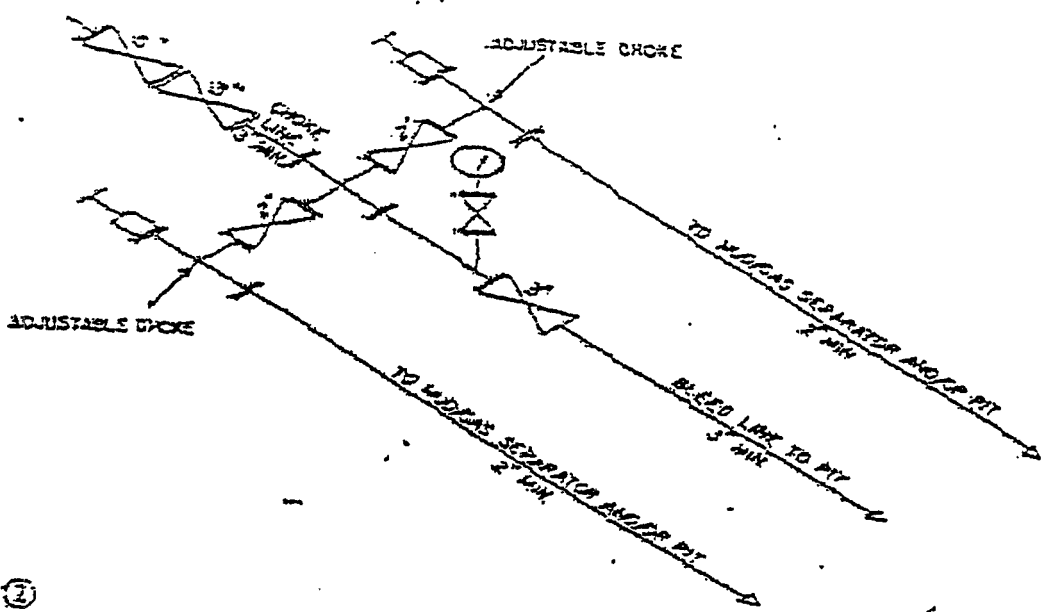 ADJUSTABLE CHOKE
3"
3"
CHOKE
LINE
3" MIN
2"
2"
ADJUSTABLE CHOKE
3"
TO MUD/GAS SEPARATOR AND/OR PIT
2" MIN
BLEED LINE TO PIT
3" MIN
TO MUD/GAS SEPARATOR AND/OR PIT
2" MIN.
2